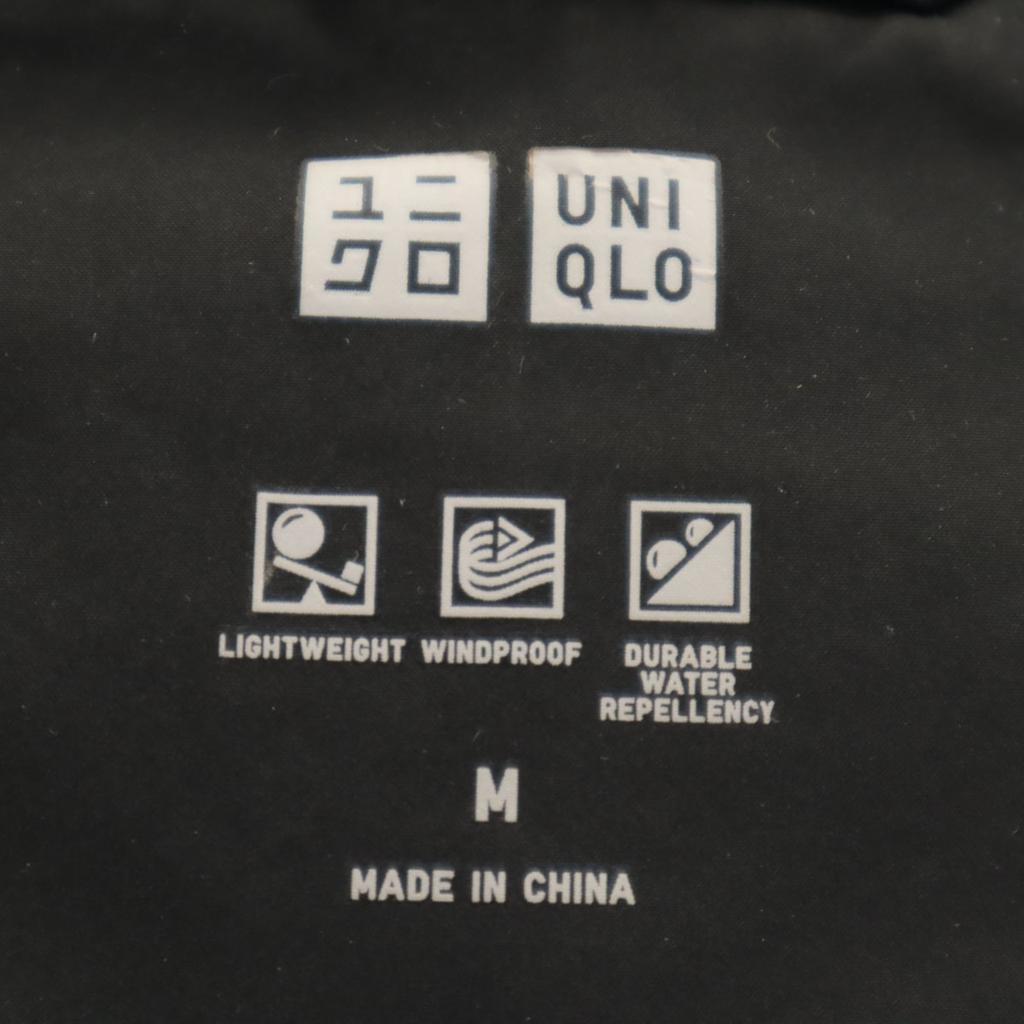 ユニ
クロ
UNI
QLO
LIGHTWEIGHT
WINDPROOF
DURABLE
WATER
REPELLENCY
M
MADE IN CHINA